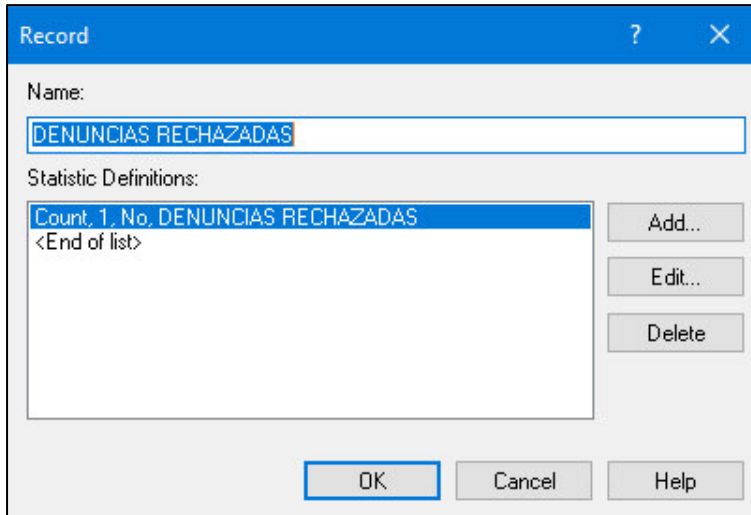 Record ? ×
Name:
DENUNCIAS RECHAZADAS
Statistic Definitions:
Count, 1, No, DENUNCIAS RECHAZADAS
<End of list>
Add...
Edit...
Delete
OK Cancel Help